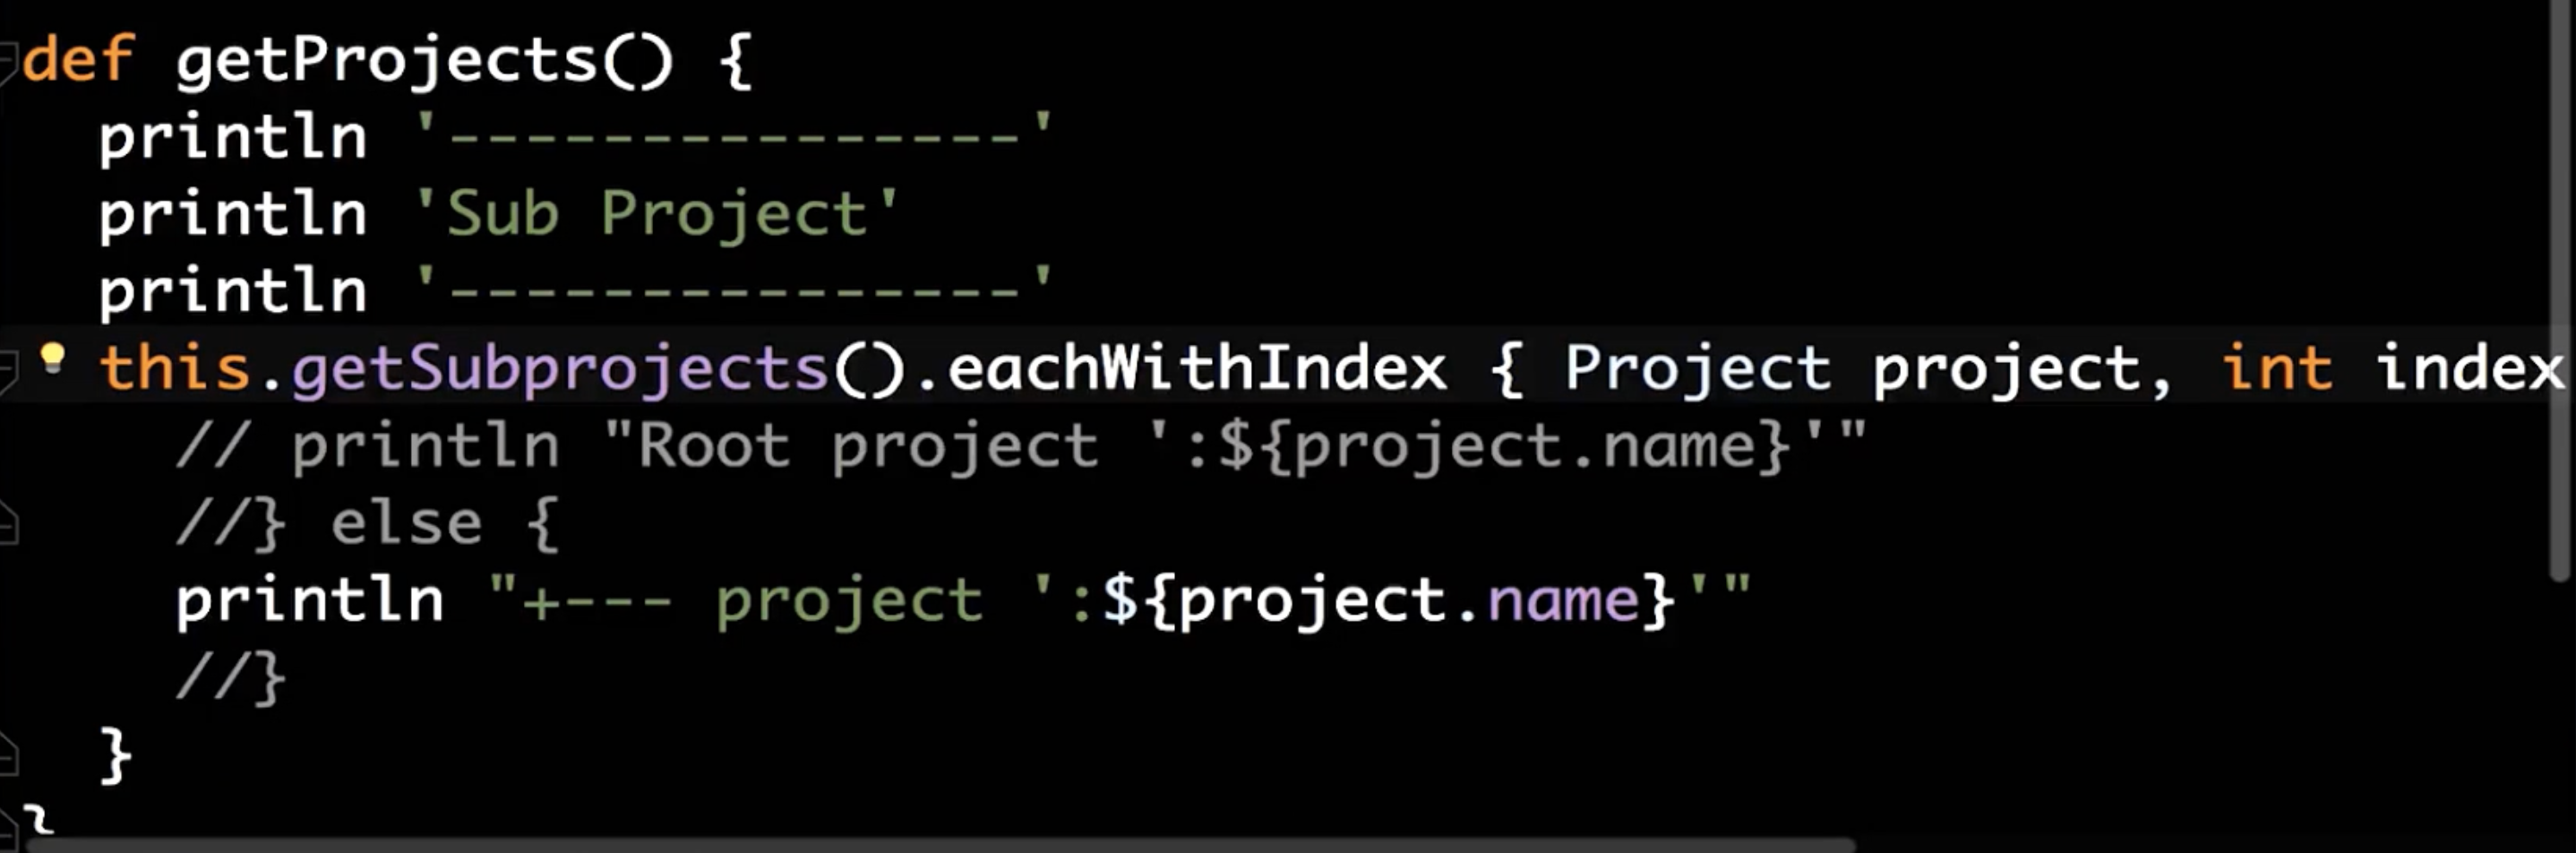 def getProjects() {
println '---------------'
println 'Sub Project'
println '---------------'
this.getSubprojects().eachWithIndex { Project project, int index
// println "Root project ':${project.name}'"
//} else {
println "+--- project ':${project.name}'"
//}
}
}